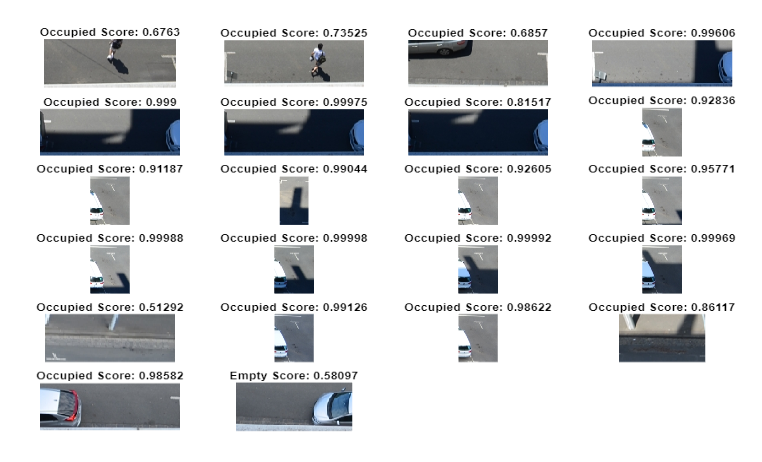 Occupied Score: 0.6763
Occupied Score: 0.73525
Occupied Score: 0.6857
Occupied Score: 0.99606
Occupied Score: 0.999
Occupied Score: 0.99975
Occupied Score: 0.81517
Occupied Score: 0.92836
Occupied Score: 0.91187
Occupied Score: 0.99044
Occupied Score: 0.92605
Occupied Score: 0.95771
Occupied Score: 0.99988
Occupied Score: 0.99998
Occupied Score: 0.99992
Occupied Score: 0.99969
Occupied Score: 0.51292
Occupied Score: 0.99126
Occupied Score: 0.98622
Occupied Score: 0.86117
Occupied Score: 0.98582
Empty Score: 0.58097